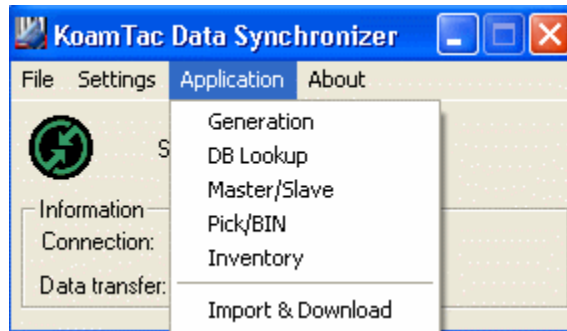 KoamTac Data Synchronizer
File Settings Application About
Generation
S
DB Lookup
Master/Slave
Information
Pick/BIN
Connection:
Inventory
Data transfer:
Import & Download